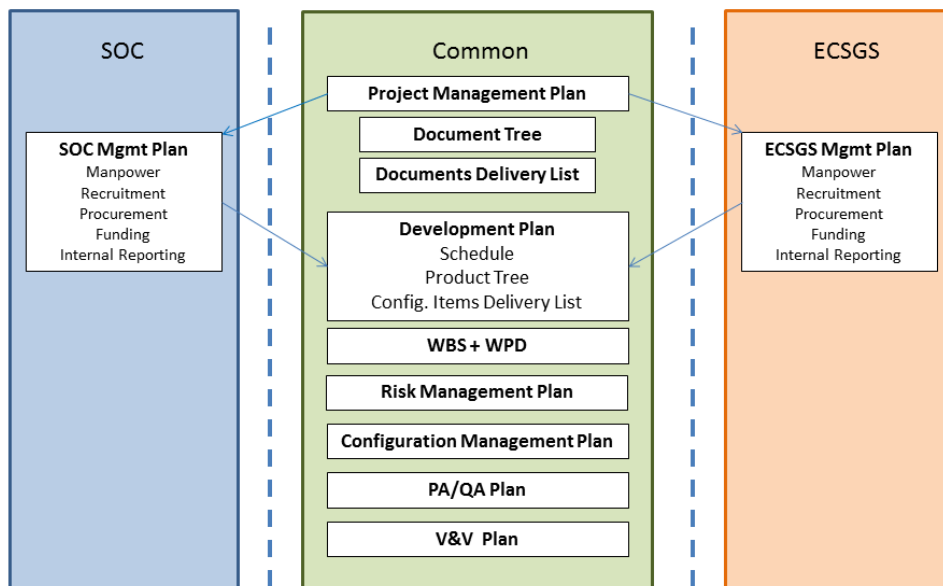 SOC
SOC Mgmt Plan
Manpower
Recruitment
Procurement
Funding
Internal Reporting
Common
Project Management Plan
Document Tree
Documents Delivery List
Development Plan
Schedule
Product Tree
Config. Items Delivery List
WBS + WPD
Risk Management Plan
Configuration Management Plan
PA/QA Plan
V&V Plan
ECSGS
ECSGS Mgmt Plan
Manpower
Recruitment
Procurement
Funding
Internal Reporting